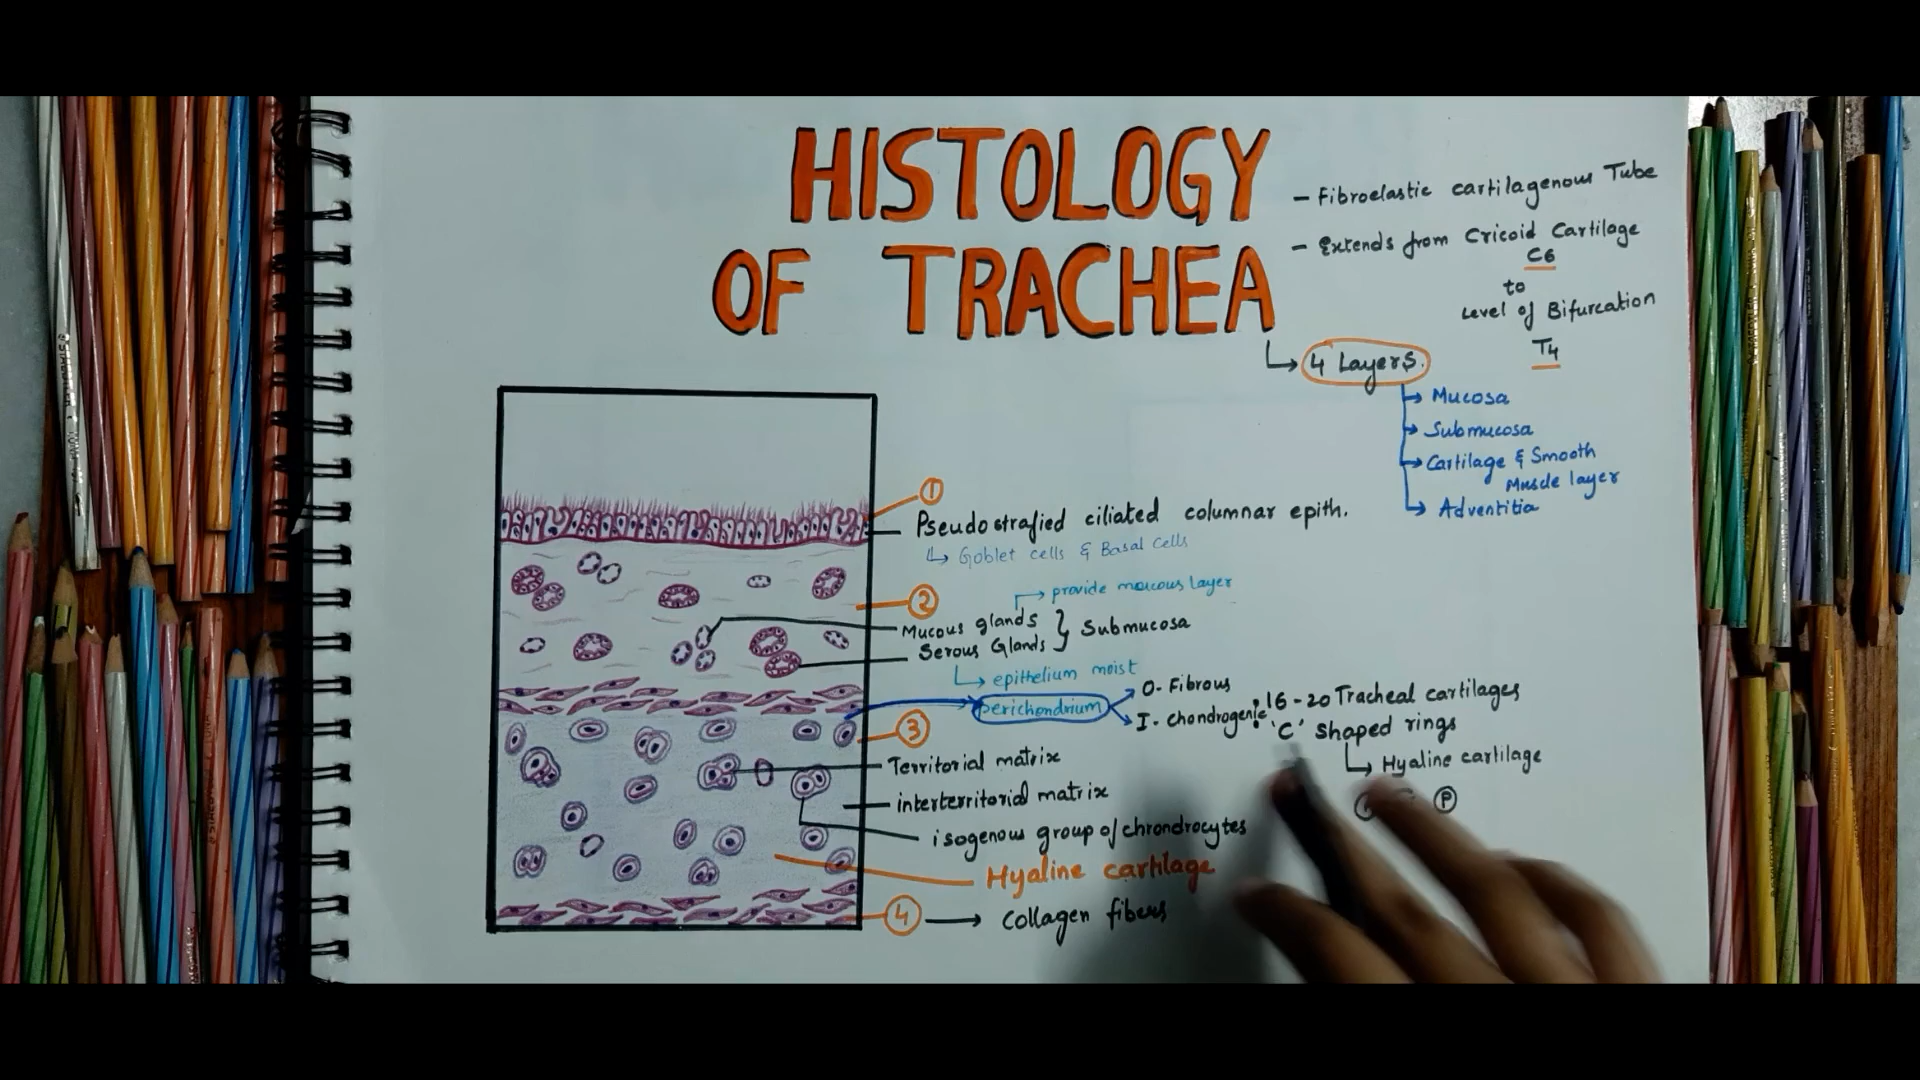 HISTOLOGY
OF TRACHEA
- Fibroelastic cartilagenous Tube
- Extends from Cricoid Cartilage
C6
to
Level of Bifurcation
T4
4 Layers.
Mucosa
Submucosa
Cartilage & Smooth
Muscle layer
Adventitia
1
Pseudostrafied ciliated columnar epith.
Goblet cells & Basal cells
2
provide mucous Layer
Mucous glands
Serous Glands
Submucosa
epithelium moist
perichondrium
O- Fibrous
I- chondrogenic
16-20 Tracheal cartilages
'C' shaped rings
Hyaline cartilage
P
3
Territorial matrix
interterritorial matrix
isogenous group of chrondrocytes
Hyaline cartilage
4
collagen fibers